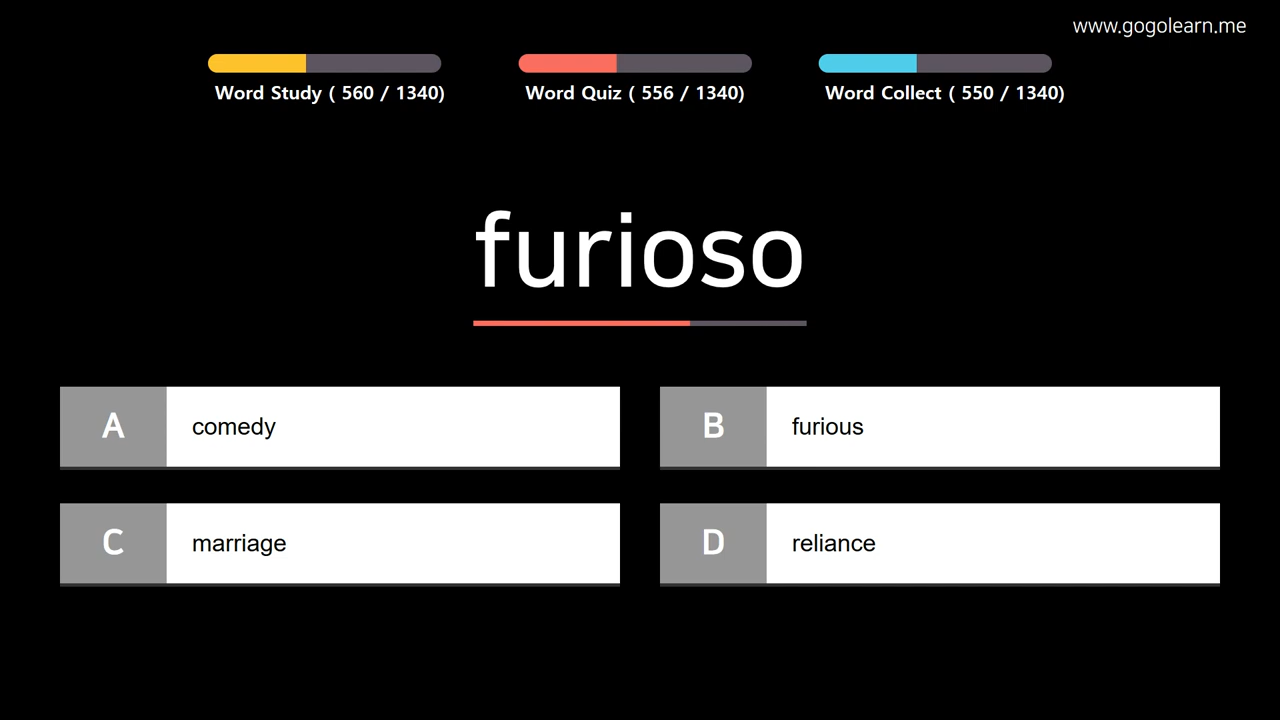 www.gogolearn.me
Word Study ( 560 / 1340)
Word Quiz ( 556 / 1340)
Word Collect ( 550 / 1340)
furioso
A comedy
B furious
C marriage
D reliance